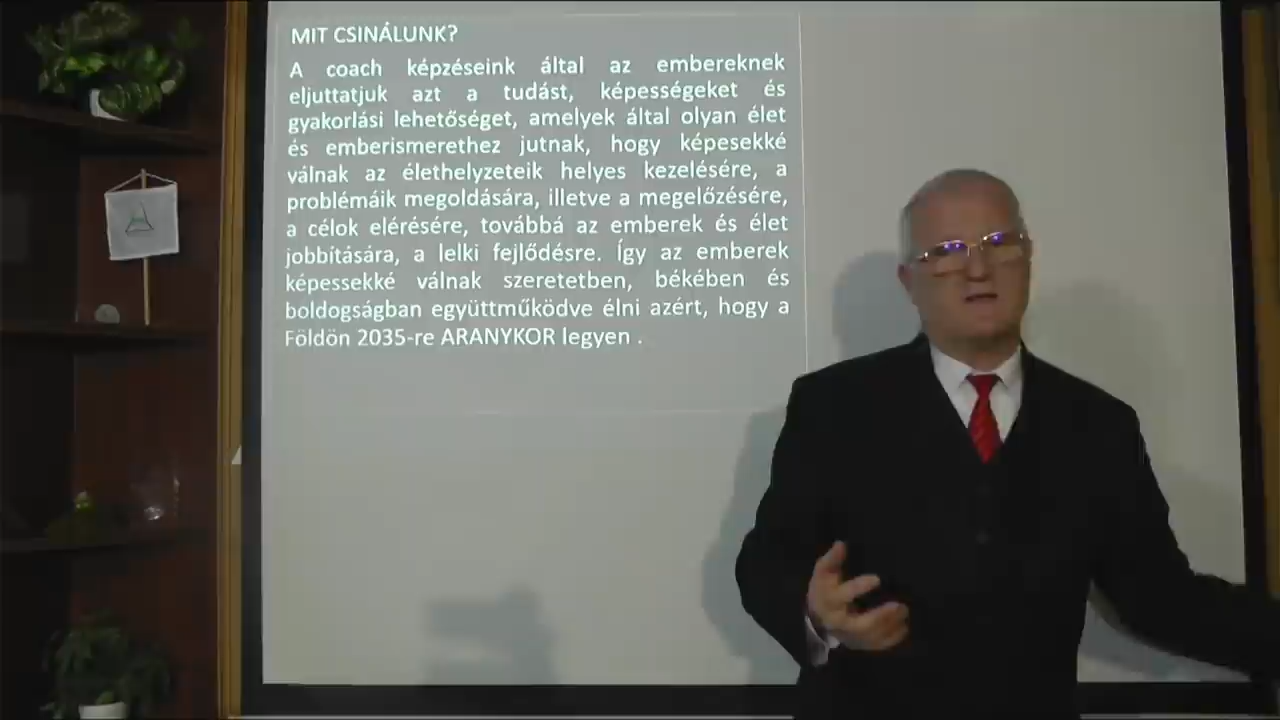 MIT CSINÁLUNK?
A coach képzéseink által az embereknek
eljuttatjuk azt a tudást, képességeket és
gyakorlási lehetőséget, amelyek által olyan élet
és emberismerethez jutnak, hogy képesekké
válnak az élethelyzeteik helyes kezelésére, a
problémáik megoldására, illetve a megelőzésére,
a célok elérésére, továbbá az emberek és élet
jobbítására, a lelki fejlődésre. Így az emberek
képessekké válnak szeretetben, békében és
boldogságban együttműködve élni azért, hogy a
Földön 2035-re ARANYKOR legyen .